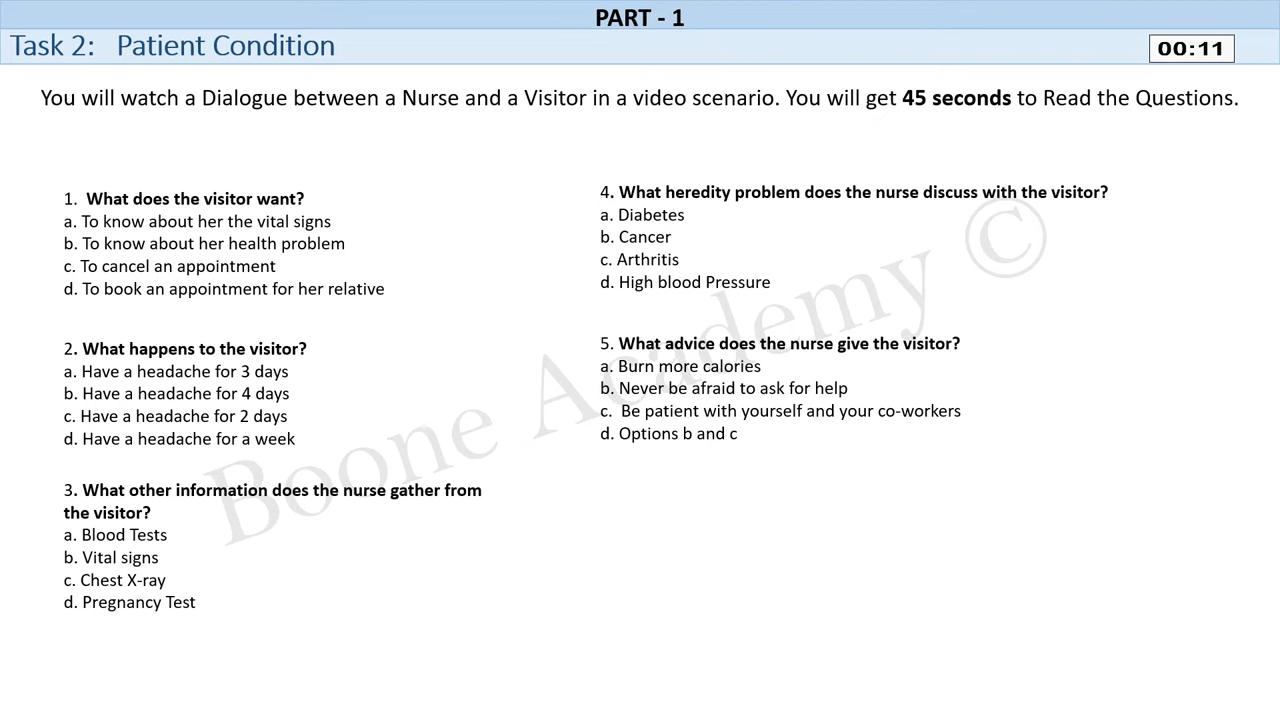 PART - 1
Task 2: Patient Condition
00:11
You will watch a Dialogue between a Nurse and a Visitor in a video scenario. You will get 45 seconds to Read the Questions.
1. What does the visitor want?
a. To know about her the vital signs
b. To know about her health problem
c. To cancel an appointment
d. To book an appointment for her relative
2. What happens to the visitor?
a. Have a headache for 3 days
b. Have a headache for 4 days
c. Have a headache for 2 days
d. Have a headache for a week
3. What other information does the nurse gather from
the visitor?
a. Blood Tests
b. Vital signs
c. Chest X-ray
d. Pregnancy Test
4. What heredity problem does the nurse discuss with the visitor?
a. Diabetes
b. Cancer
c. Arthritis
d. High blood Pressure
5. What advice does the nurse give the visitor?
a. Burn more calories
b. Never be afraid to ask for help
c. Be patient with yourself and your co-workers
d. Options b and c
Boone Academy ©